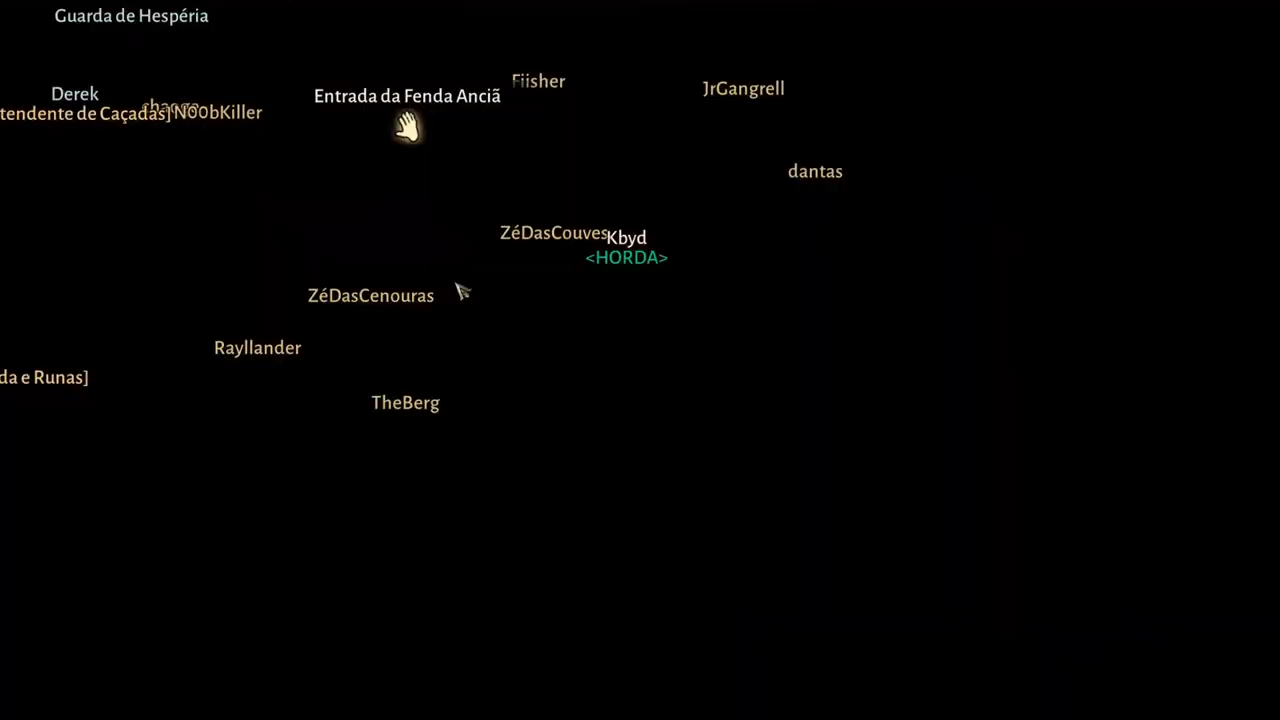 Guarda de Hespéria
Fiisher
JrGangrell
Derek
Entrada da Fenda Anciã
tendente de Caçadas] N00bKiller
dantas
ZéDasCouves
Kbyd
<HORDA>
ZéDasCenouras
Rayllander
da e Runas]
TheBerg